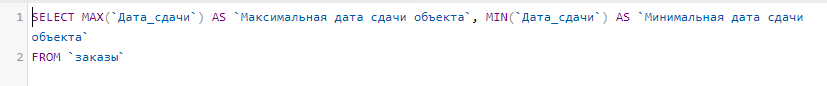 1 SELECT MAX(`Дата_сдачи`) AS `Максимальная дата сдачи объекта`, MIN(`Дата_сдачи`) AS `Минимальная дата сдачи
объекта`
2 FROM `заказы`